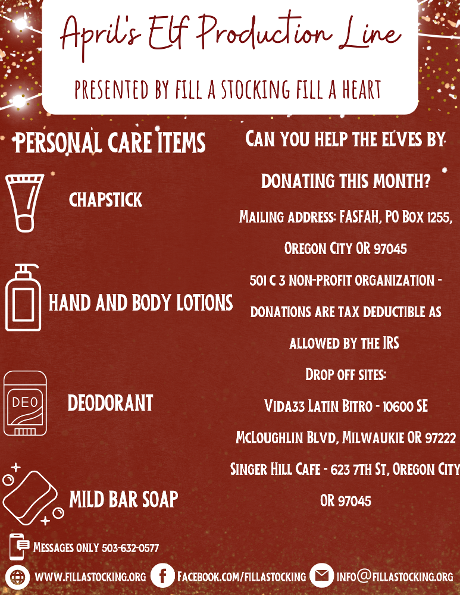 April's Elf Production Line
PRESENTED BY FILL A STOCKING FILL A HEART
PERSONAL CARE ITEMS
CHAPSTICK
HAND AND BODY LOTIONS
DEO
DEODORANT
MILD BAR SOAP
CAN YOU HELP THE ELVES BY
DONATING THIS MONTH?
MAILING ADDRESS: FASFAH, PO BOX 1255,
OREGON CITY OR 97045
501 C 3 NON-PROFIT ORGANIZATION -
DONATIONS ARE TAX DEDUCTIBLE AS
ALLOWED BY THE IRS
DROP OFF SITES:
VIDA33 LATIN BITRO - 10600 SE
MCLOUGHLIN BLVD, MILWAUKIE OR 97222
SINGER HILL CAFE - 623 7TH ST, OREGON CITY
OR 97045
MESSAGES ONLY 503-632-0577
WWW.FILLASTOCKING.ORG FACEBOOK.COM/FILLASTOCKING INFO@FILLASTOCKING.ORG